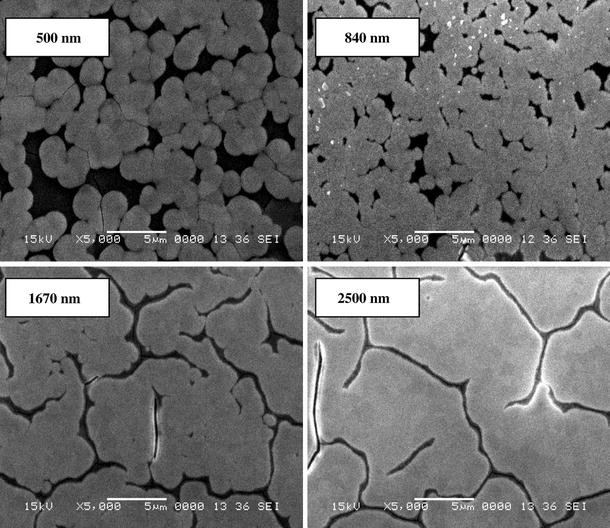 500 nm
840 nm
15kV X5,000 5µm 0000 13 36 SEI
15kV X5,000 5µm 0000 12 36 SEI
1670 nm
2500 nm
15kV X5,000 5µm 0000 13 36 SEI
15kV X5,000 5µm 0000 13 36 SEI